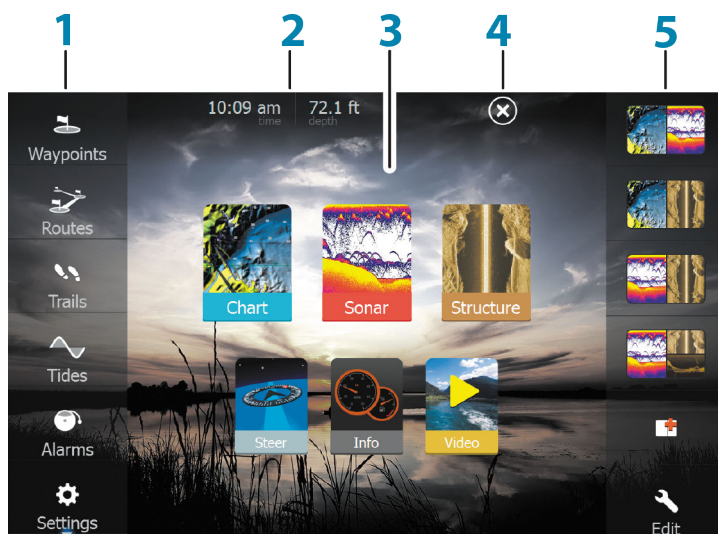 1 2 3 4 5
10:09 am 72.1 ft
time depth
Waypoints
Routes
Trails
Tides
Alarms
Settings
Chart Sonar Structure
Steer Info Video
Edit